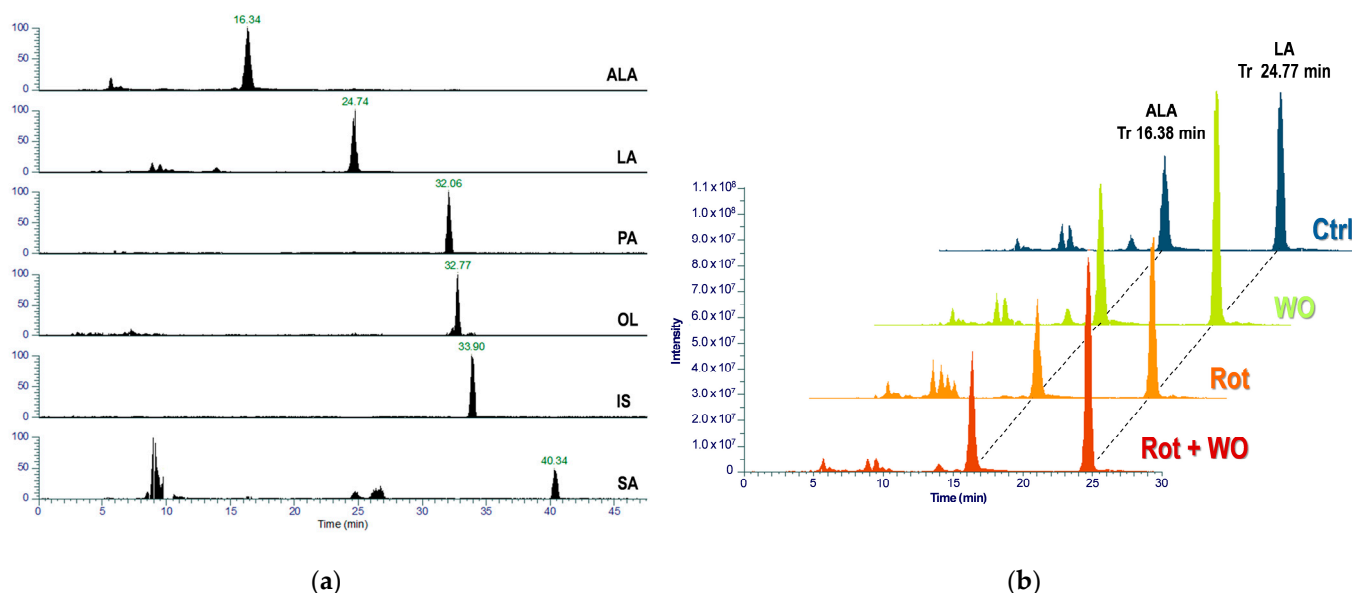 16.34
100
50
0
ALA
24.74
100
50
0
LA
32.06
100
50
0
PA
32.77
100
50
0
OL
33.90
100
50
0
IS
40.34
100
50
0
SA
0 5 10 15 20 25 30 35 40 45
Time (min)
(a)
LA
Tr 24.77 min
ALA
Tr 16.38 min
1.1 x 10⁸
1.0 x 10⁸
9.0 x 10⁷
8.0 x 10⁷
7.0 x 10⁷
6.0 x 10⁷
5.0 x 10⁷
4.0 x 10⁷
3.0 x 10⁷
2.0 x 10⁷
1.0 x 10⁷
0
Intensity
Ctrl
WO
Rot
Rot + WO
0 5 10 15 20 25 30
Time (min)
(b)